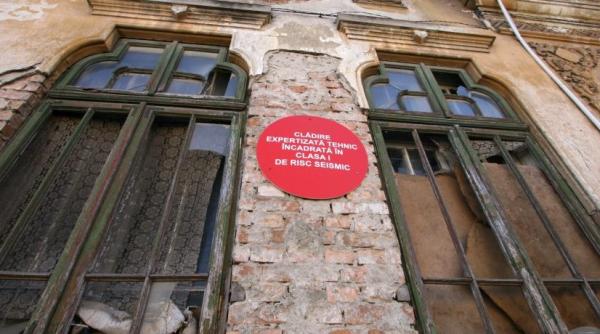 CLĂDIRE
EXPERTIZATĂ TEHNIC
ÎNCADRATĂ ÎN
CLASA I
DE RISC SEISMIC